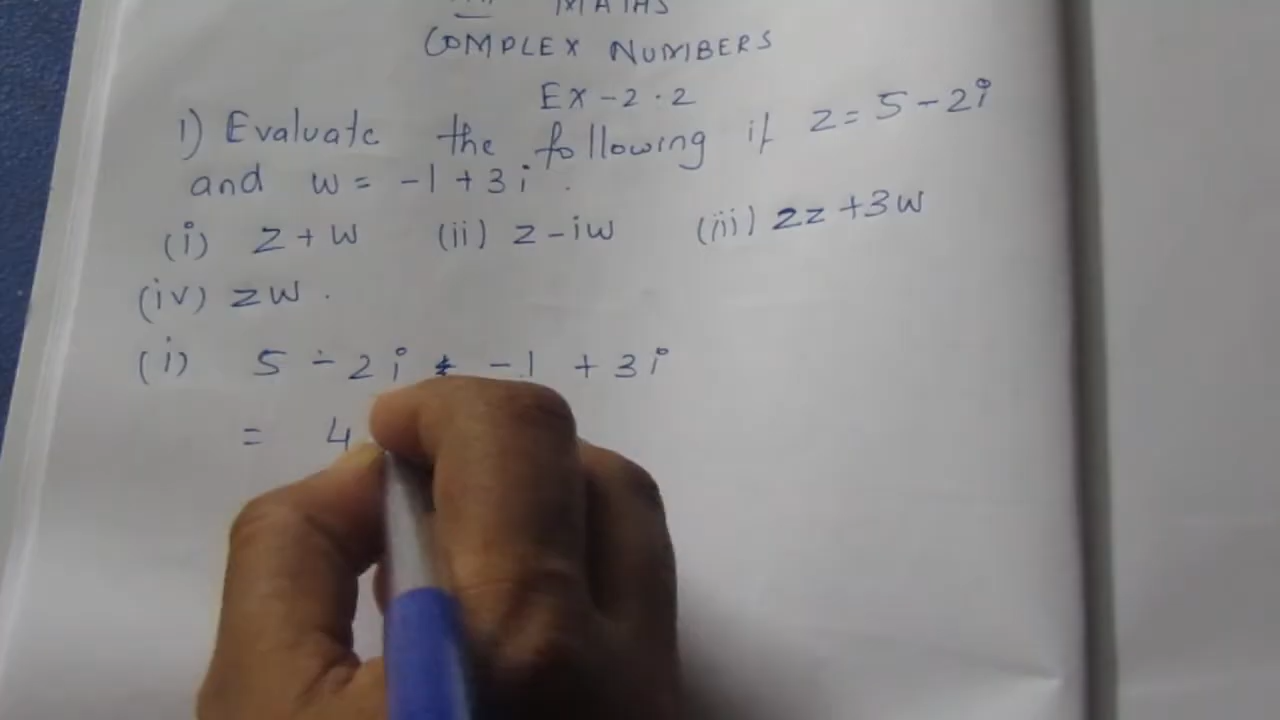 MATHS
COMPLEX NUMBERS
EX-2.2
1) Evaluate the following if z = 5-2i
and w = -1+3i.
(i) z+w (ii) z-iw (iii) 2z+3w
(iv) zw.
(i) 5 - 2i + -1 + 3i
= 4